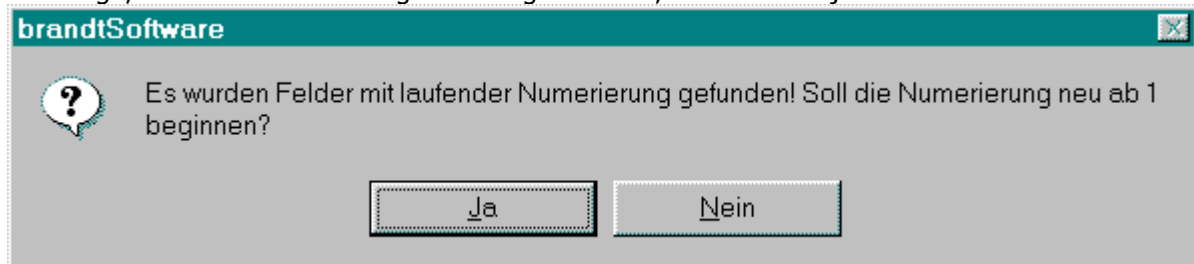 brandtSoftware
Es wurden Felder mit laufender Numerierung gefunden! Soll die Numerierung neu ab 1
beginnen?
Ja
Nein